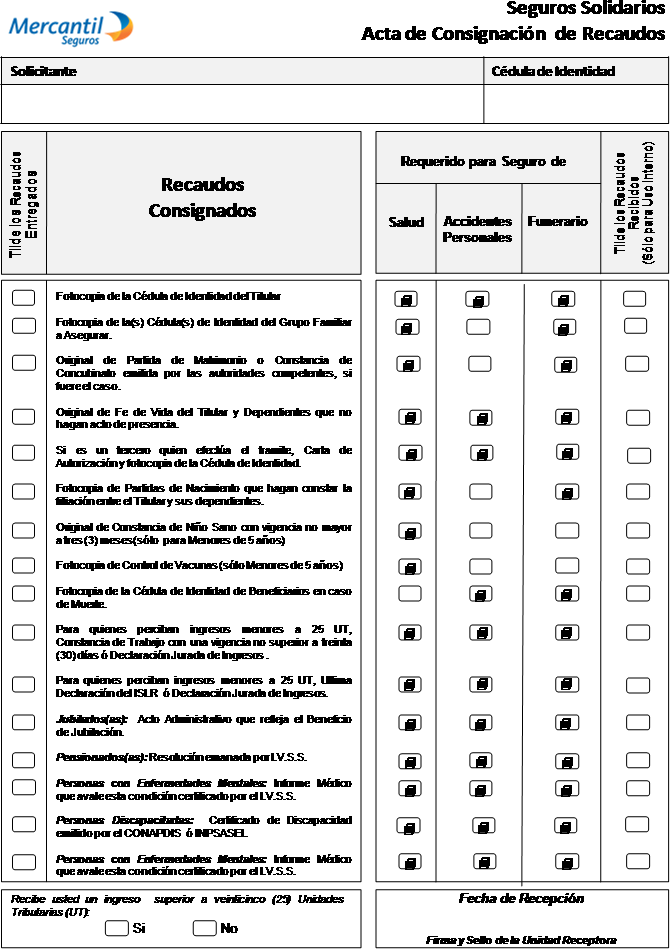 Mercantil
Seguros
Seguros Solidarios
Acta de Consignación de Recaudos
Solicitante
Cédula de Identidad
Tilde los Recaudos
Entregados
Recaudos
Consignados
Requerido para Seguro de
Salud
Accidentes
Personales
Funerario
Tilde los Recaudos
Recibidos
(Sólo para Uso Interno)
Fotocopia de la Cédula de Identidad del Titular
Fotocopia de la(s) Cédula(s) de Identidad del Grupo Familiar
a Asegurar.
Original de Partida de Matrimonio o Constancia de
Concubinato emitida por las autoridades competentes, si
fuere el caso.
Original de Fe de Vida del Titular y Dependientes que no
hagan acto de presencia.
Si es un tercero quien efectúa el tramite, Carta de
Autorización y fotocopia de la Cédula de Identidad.
Fotocopia de Partidas de Nacimiento que hagan constar la
filiación entre el Titular y sus dependientes.
Original de Constancia de Niño Sano con vigencia no mayor
a tres (3) meses (sólo para Menores de 5 años)
Fotocopia de Control de Vacunas (sólo Menores de 5 años)
Fotocopia de la Cédula de Identidad de Beneficiarios en caso
de Muerte.
Para quienes perciban ingresos menores a 25 UT,
Constancia de Trabajo con una vigencia no superior a treinta
(30) días ó Declaración Jurada de Ingresos .
Para quienes perciban ingresos menores a 25 UT, Ultima
Declaración del ISLR ó Declaración Jurada de Ingresos.
Jubilados(as): Acto Administrativo que refleja el Beneficio
de Jubilación.
Pensionados(as): Resolución emanada por I.V.S.S.
Personas con Enfermedades Mentales: Informe Médico
que avale esta condición certificado por el I.V.S.S.
Personas Discapacitadas: Certificado de Discapacidad
emitido por el CONAPDIS ó INPSASEL
Personas con Enfermedades Mentales: Informe Médico
que avale esta condición certificado por el I.V.S.S.
Recibe usted un ingreso superior a veinticinco (25) Unidades
Tributarias (UT):
Si No
Fecha de Recepción
Firma y Sello de la Unidad Receptora